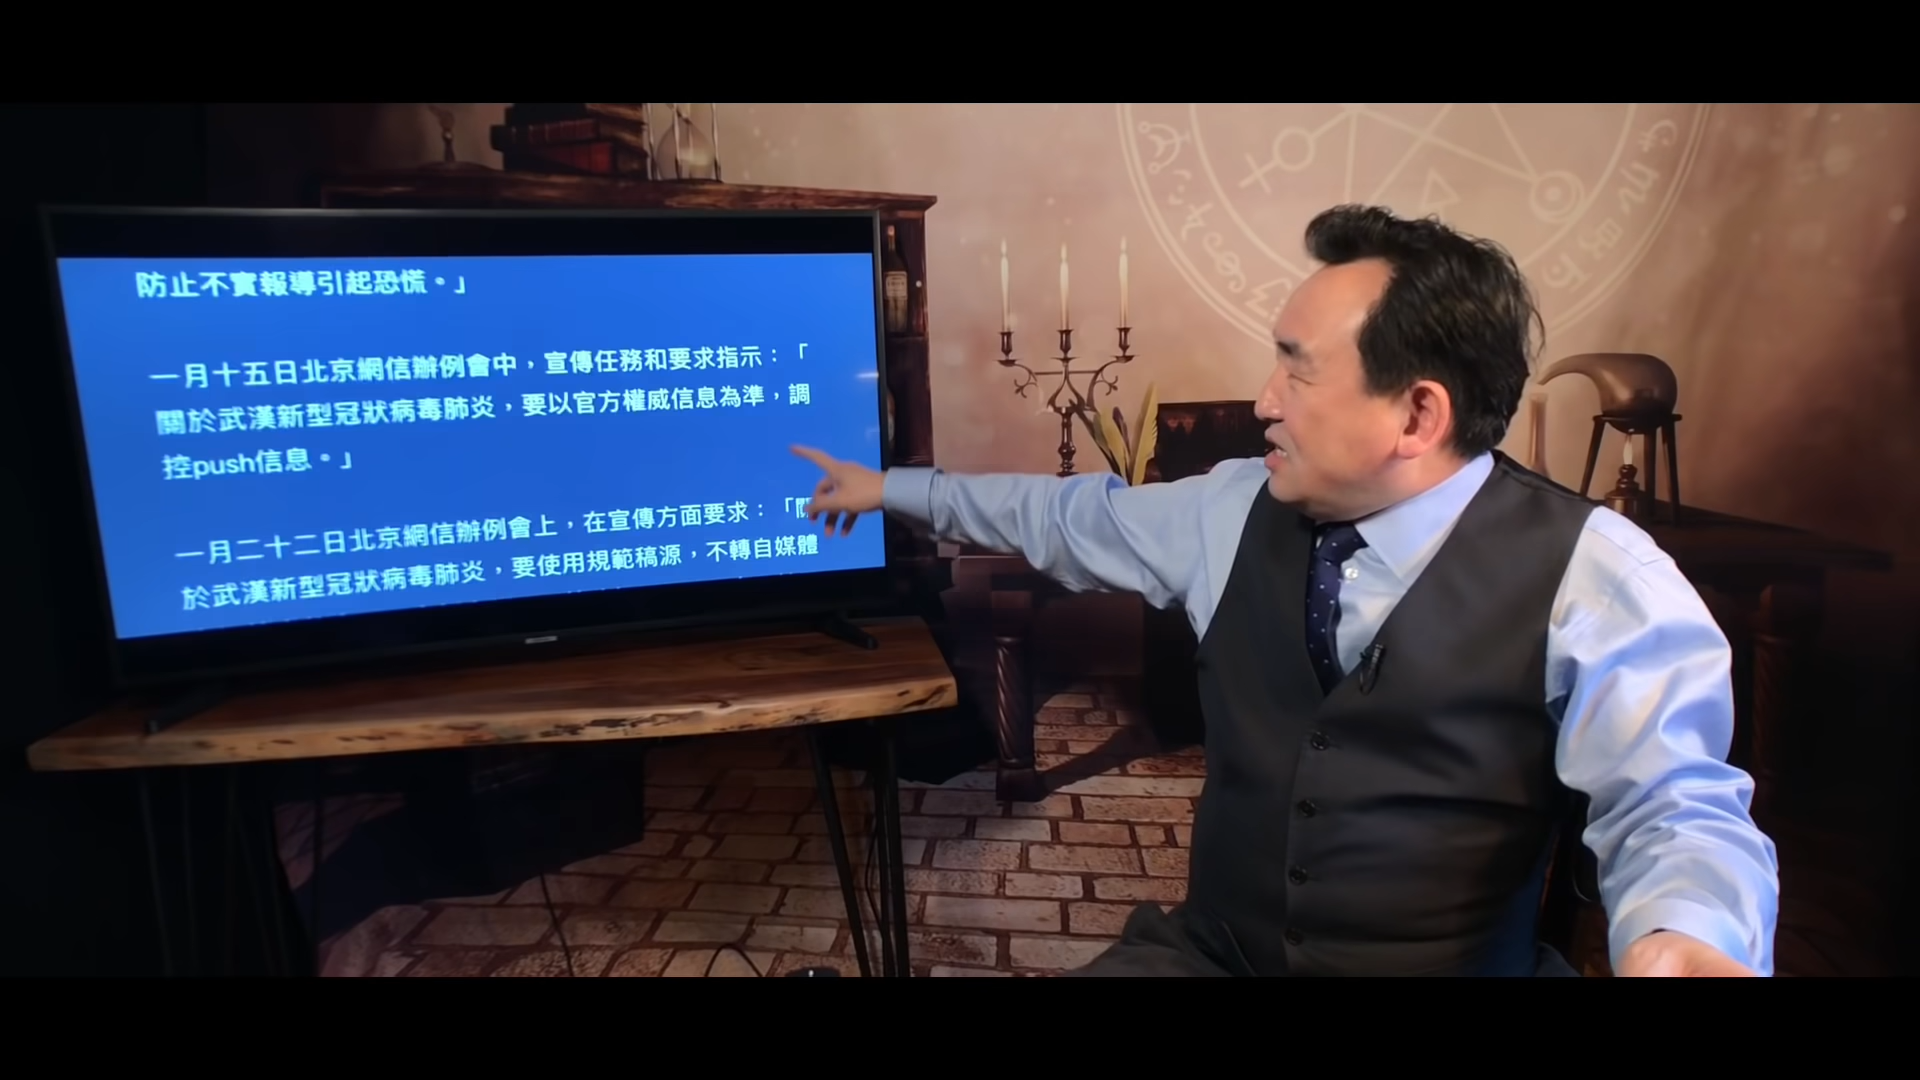 防止不實報導引起恐慌。」
一月十五日北京網信辦例會中，宣傳任務和要求指示：「
關於武漢新型冠狀病毒肺炎，要以官方權威信息為準，調
控push信息。」
一月二十二日北京網信辦例會上，在宣傳方面要求：「關
於武漢新型冠狀病毒肺炎，要使用規範稿源，不轉自媒體